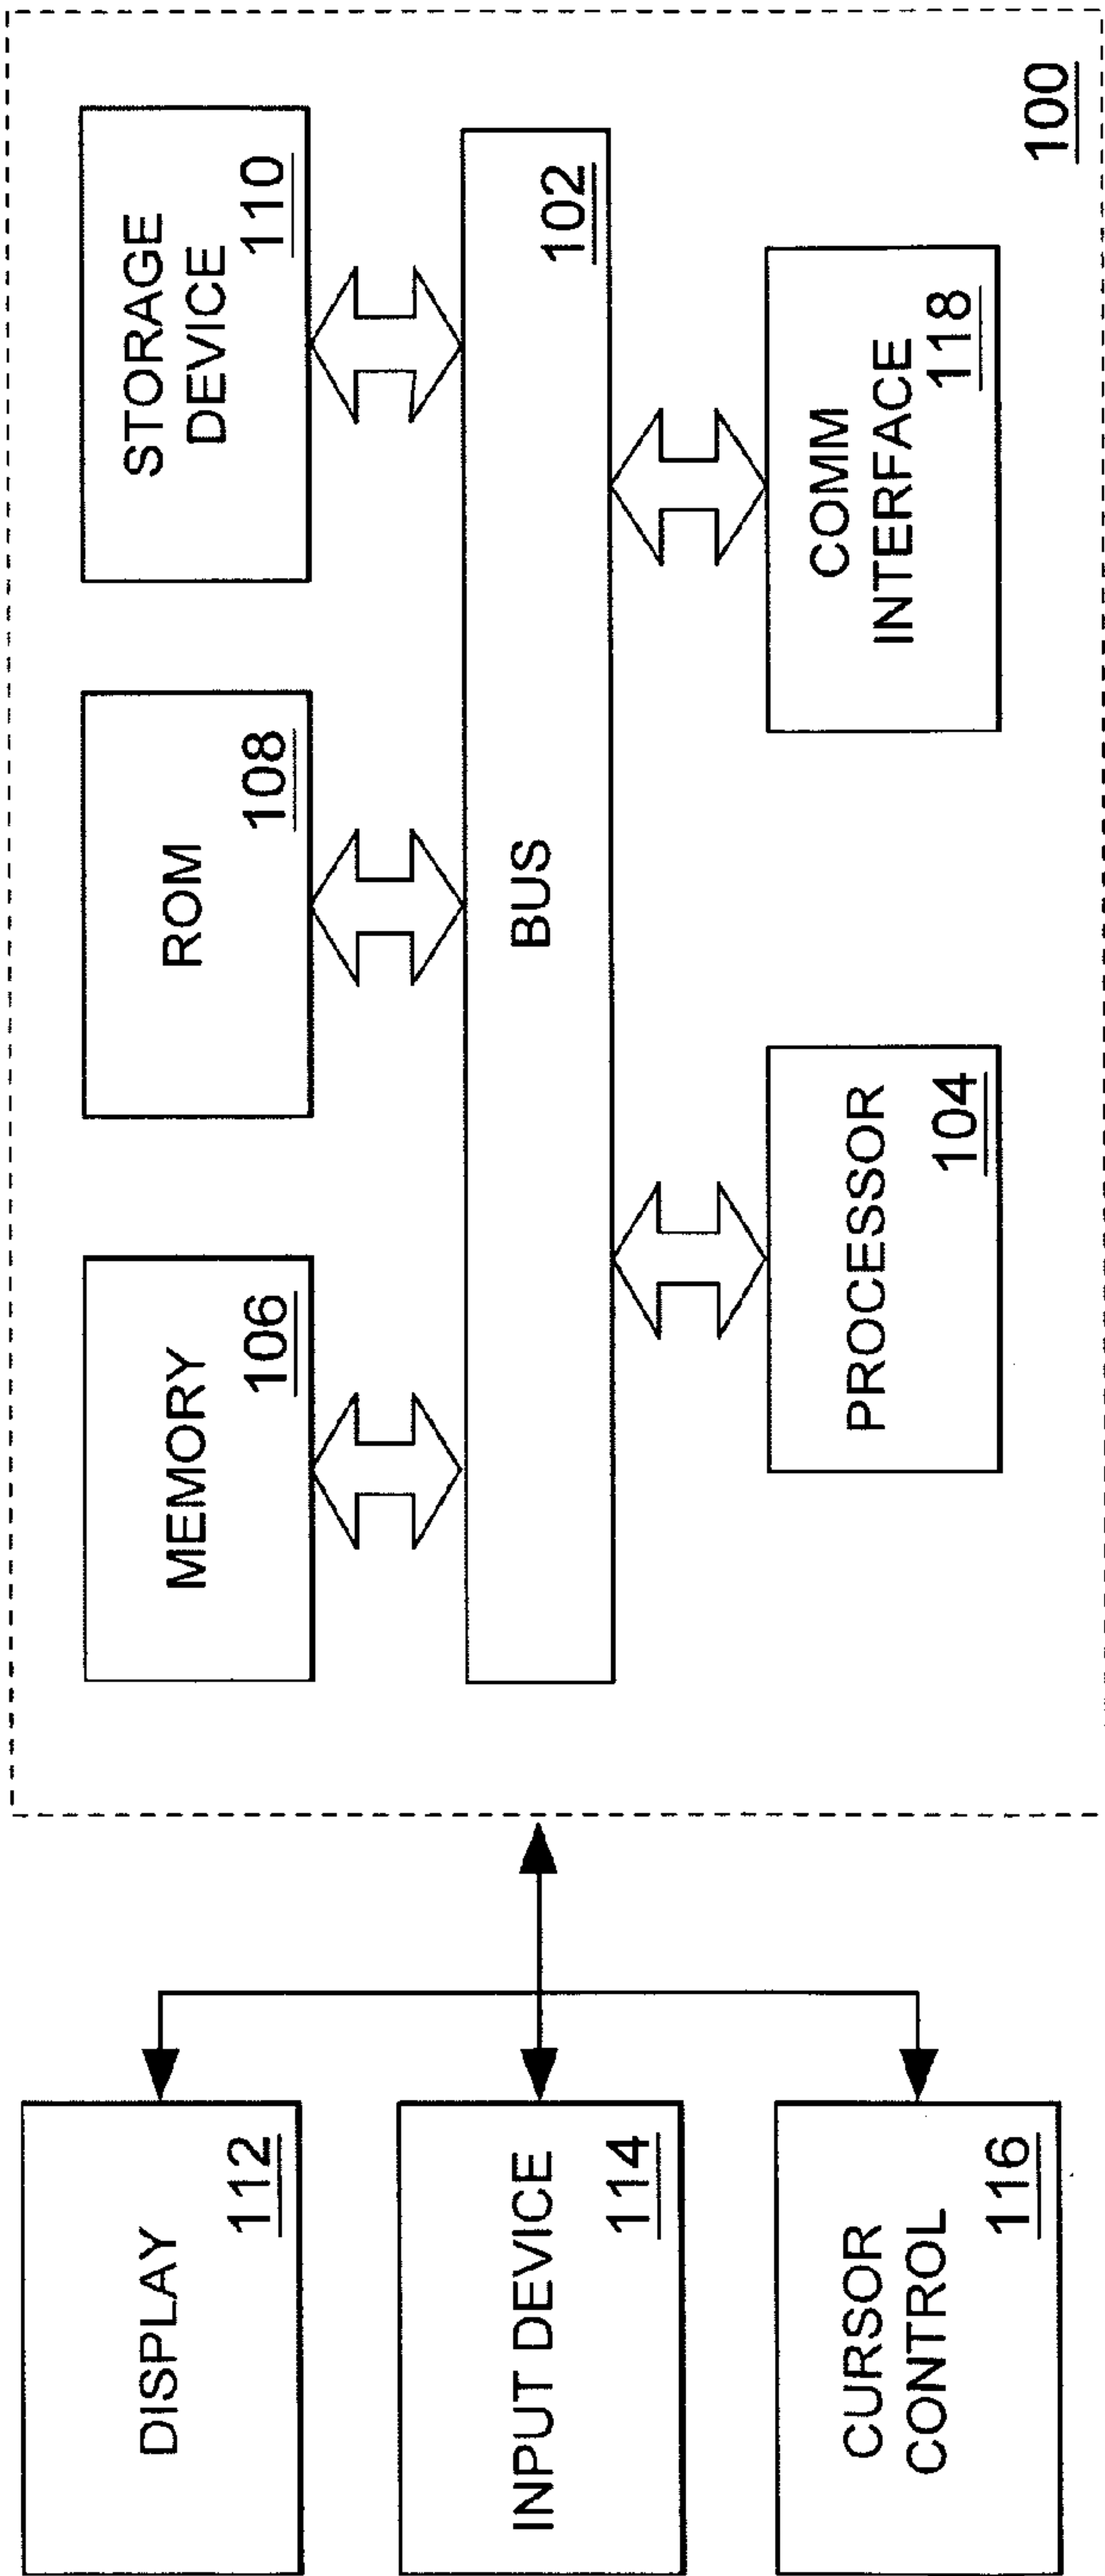 DISPLAY
112
INPUT DEVICE
114
CURSOR
CONTROL
116
MEMORY
106
ROM
108
STORAGE
DEVICE
110
BUS
102
PROCESSOR
104
COMM
INTERFACE
118
100